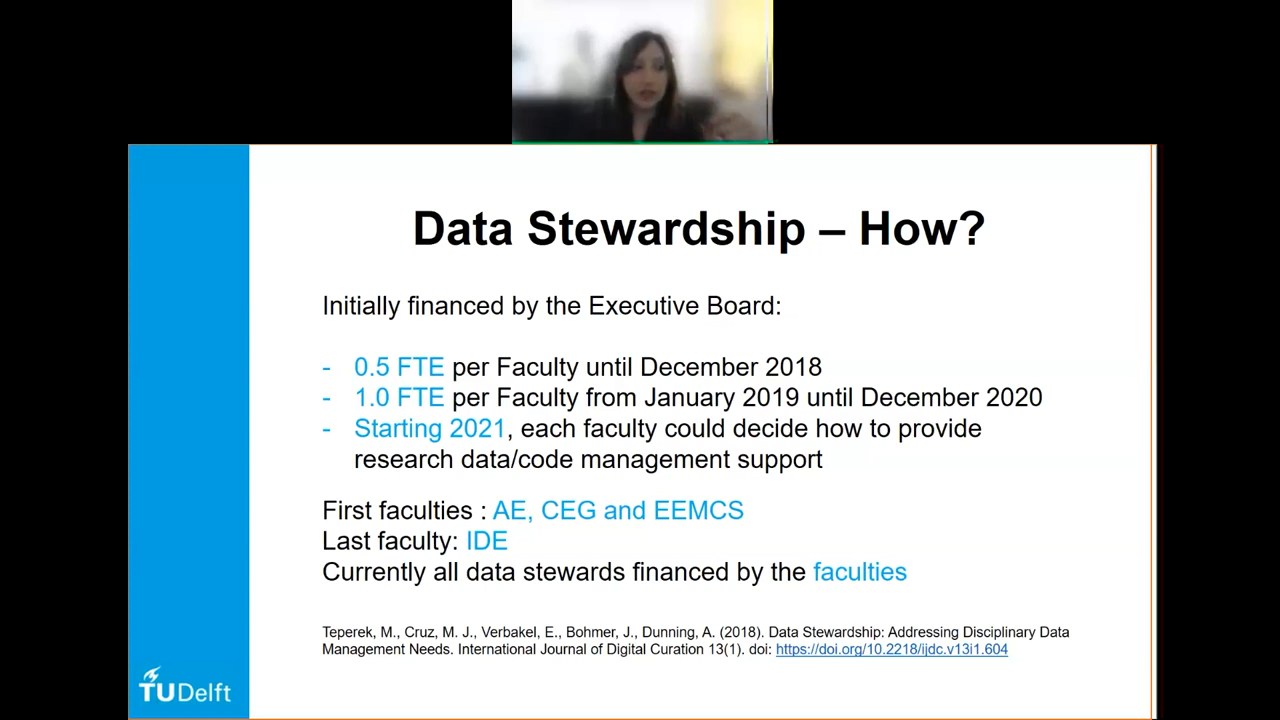 Data Stewardship – How?
Initially financed by the Executive Board:
- 0.5 FTE per Faculty until December 2018
- 1.0 FTE per Faculty from January 2019 until December 2020
- Starting 2021, each faculty could decide how to provide
research data/code management support
First faculties : AE, CEG and EEMCS
Last faculty: IDE
Currently all data stewards financed by the faculties
Teperek, M., Cruz, M. J., Verbakel, E., Bohmer, J., Dunning, A. (2018). Data Stewardship: Addressing Disciplinary Data
Management Needs. International Journal of Digital Curation 13(1). doi: https://doi.org/10.2218/ijdc.v13i1.604
TUDelft